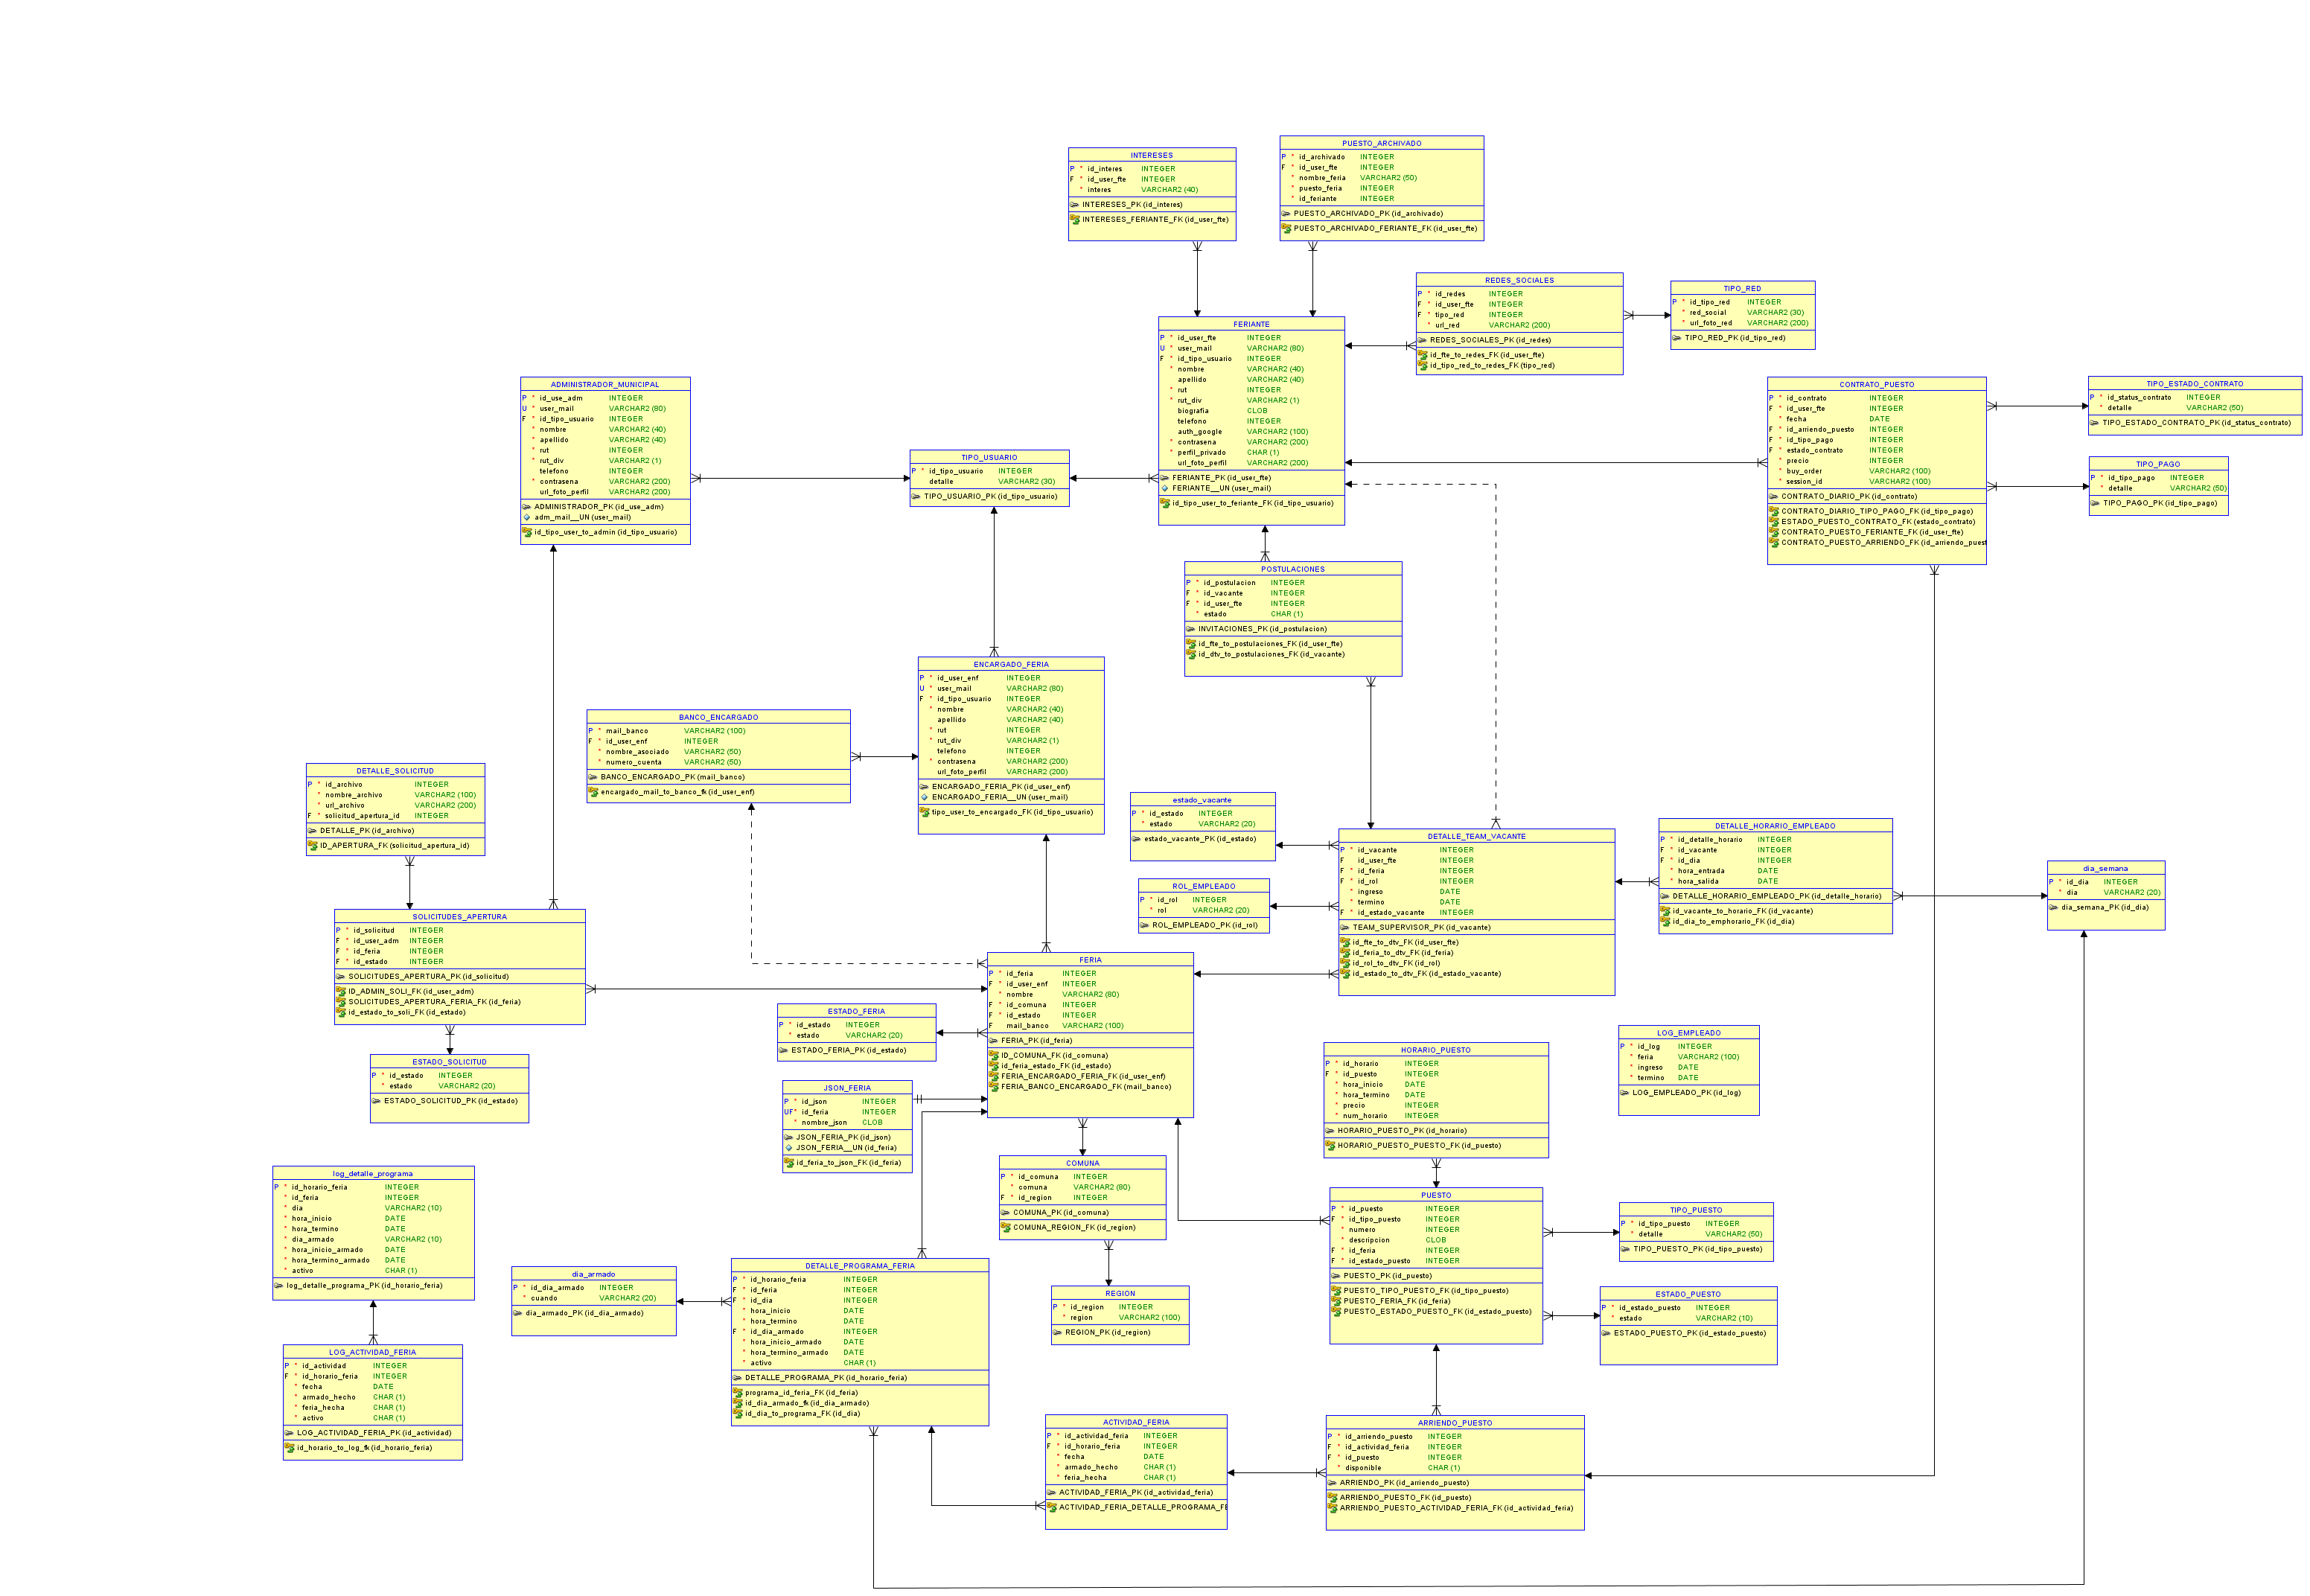 INTERESES
P * id_interes INTEGER
F * id_user_fte INTEGER
* interes VARCHAR2 (40)
INTERESES_PK (id_interes)
INTERESES_FERIANTE_FK (id_user_fte)
PUESTO_ARCHIVADO
P * id_archivado INTEGER
F * id_user_fte INTEGER
* nombre_feria VARCHAR2 (50)
* puesto_feria INTEGER
* id_feriante INTEGER
PUESTO_ARCHIVADO_PK (id_archivado)
PUESTO_ARCHIVADO_FERIANTE_FK (id_user_fte)
REDES_SOCIALES
P * id_redes INTEGER
F * id_user_fte INTEGER
F * tipo_red INTEGER
* url_red VARCHAR2 (200)
REDES_SOCIALES_PK (id_redes)
id_fte_to_redes_FK (id_user_fte)
id_tipo_red_to_redes_FK (tipo_red)
TIPO_RED
P * id_tipo_red INTEGER
* red_social VARCHAR2 (30)
* url_foto_red VARCHAR2 (200)
TIPO_RED_PK (id_tipo_red)
FERIANTE
P * id_user_fte INTEGER
U * user_mail VARCHAR2 (80)
F * id_tipo_usuario INTEGER
* nombre VARCHAR2 (40)
apellido VARCHAR2 (40)
* rut INTEGER
* rut_div VARCHAR2 (1)
biografia CLOB
telefono INTEGER
auth_google VARCHAR2 (100)
* contrasena VARCHAR2 (200)
* perfil_privado CHAR (1)
url_foto_perfil VARCHAR2 (200)
FERIANTE_PK (id_user_fte)
FERIANTE__UN (user_mail)
id_tipo_user_to_feriante_FK (id_tipo_usuario)
ADMINISTRADOR_MUNICIPAL
P * id_use_adm INTEGER
U * user_mail VARCHAR2 (80)
F * id_tipo_usuario INTEGER
* nombre VARCHAR2 (40)
* apellido VARCHAR2 (40)
* rut INTEGER
* rut_div VARCHAR2 (1)
telefono INTEGER
* contrasena VARCHAR2 (200)
url_foto_perfil VARCHAR2 (200)
ADMINISTRADOR_PK (id_use_adm)
adm_mail__UN (user_mail)
id_tipo_user_to_admin (id_tipo_usuario)
TIPO_USUARIO
P * id_tipo_usuario INTEGER
detalle VARCHAR2 (30)
TIPO_USUARIO_PK (id_tipo_usuario)
CONTRATO_PUESTO
P * id_contrato INTEGER
F * id_user_fte INTEGER
* fecha DATE
F * id_arriendo_puesto INTEGER
F * id_tipo_pago INTEGER
F * estado_contrato INTEGER
* precio INTEGER
* buy_order VARCHAR2 (100)
* session_id VARCHAR2 (100)
CONTRATO_DIARIO_PK (id_contrato)
CONTRATO_DIARIO_TIPO_PAGO_FK (id_tipo_pago)
ESTADO_PUESTO_CONTRATO_FK (estado_contrato)
CONTRATO_PUESTO_FERIANTE_FK (id_user_fte)
CONTRATO_PUESTO_ARRIENDO_FK (id_arriendo_puest
TIPO_ESTADO_CONTRATO
P * id_status_contrato INTEGER
* detalle VARCHAR2 (50)
TIPO_ESTADO_CONTRATO_PK (id_status_contrato)
TIPO_PAGO
P * id_tipo_pago INTEGER
* detalle VARCHAR2 (50)
TIPO_PAGO_PK (id_tipo_pago)
POSTULACIONES
P * id_postulacion INTEGER
F * id_vacante INTEGER
F * id_user_fte INTEGER
* estado CHAR (1)
INVITACIONES_PK (id_postulacion)
id_fte_to_postulaciones_FK (id_user_fte)
id_dtv_to_postulaciones_FK (id_vacante)
ENCARGADO_FERIA
P * id_user_enf INTEGER
U * user_mail VARCHAR2 (80)
F * id_tipo_usuario INTEGER
* nombre VARCHAR2 (40)
apellido VARCHAR2 (40)
* rut INTEGER
* rut_div VARCHAR2 (1)
telefono INTEGER
* contrasena VARCHAR2 (200)
url_foto_perfil VARCHAR2 (200)
ENCARGADO_FERIA_PK (id_user_enf)
ENCARGADO_FERIA__UN (user_mail)
tipo_user_to_encargado_FK (id_tipo_usuario)
BANCO_ENCARGADO
P * mail_banco VARCHAR2 (100)
F * id_user_enf INTEGER
* nombre_asociado VARCHAR2 (50)
* numero_cuenta VARCHAR2 (50)
BANCO_ENCARGADO_PK (mail_banco)
encargado_mail_to_banco_fk (id_user_enf)
DETALLE_SOLICITUD
P * id_archivo INTEGER
* nombre_archivo VARCHAR2 (100)
* url_archivo VARCHAR2 (200)
F * solicitud_apertura_id INTEGER
DETALLE_PK (id_archivo)
ID_APERTURA_FK (solicitud_apertura_id)
estado_vacante
P * id_estado INTEGER
* estado VARCHAR2 (20)
estado_vacante_PK (id_estado)
ROL_EMPLEADO
P * id_rol INTEGER
* rol VARCHAR2 (20)
ROL_EMPLEADO_PK (id_rol)
DETALLE_TEAM_VACANTE
P * id_vacante INTEGER
F id_user_fte INTEGER
F * id_feria INTEGER
F * id_rol INTEGER
* ingreso DATE
* termino DATE
F * id_estado_vacante INTEGER
TEAM_SUPERVISOR_PK (id_vacante)
id_fte_to_dtv_FK (id_user_fte)
id_feria_to_dtv_FK (id_feria)
id_rol_to_dtv_FK (id_rol)
id_estado_to_dtv_FK (id_estado_vacante)
DETALLE_HORARIO_EMPLEADO
P * id_detalle_horario INTEGER
F * id_vacante INTEGER
F * id_dia INTEGER
* hora_entrada DATE
* hora_salida DATE
DETALLE_HORARIO_EMPLEADO_PK (id_detalle_horario)
id_vacante_to_horario_FK (id_vacante)
id_dia_to_emphorario_FK (id_dia)
dia_semana
P * id_dia INTEGER
* dia VARCHAR2 (20)
dia_semana_PK (id_dia)
SOLICITUDES_APERTURA
P * id_solicitud INTEGER
F * id_user_adm INTEGER
F * id_feria INTEGER
F * id_estado INTEGER
SOLICITUDES_APERTURA_PK (id_solicitud)
ID_ADMIN_SOLI_FK (id_user_adm)
SOLICITUDES_APERTURA_FERIA_FK (id_feria)
id_estado_to_soli_FK (id_estado)
ESTADO_SOLICITUD
P * id_estado INTEGER
* estado VARCHAR2 (20)
ESTADO_SOLICITUD_PK (id_estado)
FERIA
P * id_feria INTEGER
F * id_user_enf INTEGER
* nombre VARCHAR2 (80)
F * id_comuna INTEGER
F * id_estado INTEGER
F mail_banco VARCHAR2 (100)
FERIA_PK (id_feria)
ID_COMUNA_FK (id_comuna)
id_feria_estado_FK (id_estado)
FERIA_ENCARGADO_FERIA_FK (id_user_enf)
FERIA_BANCO_ENCARGADO_FK (mail_banco)
ESTADO_FERIA
P * id_estado INTEGER
* estado VARCHAR2 (20)
ESTADO_FERIA_PK (id_estado)
JSON_FERIA
P * id_json INTEGER
UF* id_feria INTEGER
* nombre_json CLOB
JSON_FERIA_PK (id_json)
JSON_FERIA__UN (id_feria)
id_feria_to_json_FK (id_feria)
LOG_EMPLEADO
P * id_log INTEGER
* feria VARCHAR2 (100)
* ingreso DATE
* termino DATE
LOG_EMPLEADO_PK (id_log)
HORARIO_PUESTO
P * id_horario INTEGER
F * id_puesto INTEGER
* hora_inicio DATE
* hora_termino DATE
* precio INTEGER
* num_horario INTEGER
HORARIO_PUESTO_PK (id_horario)
HORARIO_PUESTO_PUESTO_FK (id_puesto)
COMUNA
P * id_comuna INTEGER
* comuna VARCHAR2 (80)
F * id_region INTEGER
COMUNA_PK (id_comuna)
COMUNA_REGION_FK (id_region)
log_detalle_programa
P * id_horario_feria INTEGER
* id_feria INTEGER
* dia VARCHAR2 (10)
* hora_inicio DATE
* hora_termino DATE
* dia_armado VARCHAR2 (10)
* hora_inicio_armado DATE
* hora_termino_armado DATE
* activo CHAR (1)
log_detalle_programa_PK (id_horario_feria)
PUESTO
P * id_puesto INTEGER
F * id_tipo_puesto INTEGER
* numero INTEGER
* descripcion CLOB
F * id_feria INTEGER
F * id_estado_puesto INTEGER
PUESTO_PK (id_puesto)
PUESTO_TIPO_PUESTO_FK (id_tipo_puesto)
PUESTO_FERIA_FK (id_feria)
PUESTO_ESTADO_PUESTO_FK (id_estado_puesto)
TIPO_PUESTO
P * id_tipo_puesto INTEGER
* detalle VARCHAR2 (50)
TIPO_PUESTO_PK (id_tipo_puesto)
ESTADO_PUESTO
P * id_estado_puesto INTEGER
* estado VARCHAR2 (10)
ESTADO_PUESTO_PK (id_estado_puesto)
dia_armado
P * id_dia_armado INTEGER
* cuando VARCHAR2 (20)
dia_armado_PK (id_dia_armado)
DETALLE_PROGRAMA_FERIA
P * id_horario_feria INTEGER
F * id_feria INTEGER
F * id_dia INTEGER
* hora_inicio DATE
* hora_termino DATE
F * id_dia_armado INTEGER
* hora_inicio_armado DATE
* hora_termino_armado DATE
* activo CHAR (1)
DETALLE_PROGRAMA_PK (id_horario_feria)
programa_id_feria_FK (id_feria)
id_dia_armado_fk (id_dia_armado)
id_dia_to_programa_FK (id_dia)
REGION
P * id_region INTEGER
* region VARCHAR2 (100)
REGION_PK (id_region)
LOG_ACTIVIDAD_FERIA
P * id_actividad INTEGER
F * id_horario_feria INTEGER
* fecha DATE
* armado_hecho CHAR (1)
* feria_hecha CHAR (1)
* activo CHAR (1)
LOG_ACTIVIDAD_FERIA_PK (id_actividad)
id_horario_to_log_fk (id_horario_feria)
ACTIVIDAD_FERIA
P * id_actividad_feria INTEGER
F * id_horario_feria INTEGER
* fecha DATE
* armado_hecho CHAR (1)
* feria_hecha CHAR (1)
ACTIVIDAD_FERIA_PK (id_actividad_feria)
ACTIVIDAD_FERIA_DETALLE_PROGRAMA_FE
ARRIENDO_PUESTO
P * id_arriendo_puesto INTEGER
F * id_actividad_feria INTEGER
F * id_puesto INTEGER
* disponible CHAR (1)
ARRIENDO_PK (id_arriendo_puesto)
ARRIENDO_PUESTO_FK (id_puesto)
ARRIENDO_PUESTO_ACTIVIDAD_FERIA_FK (id_actividad_feria)